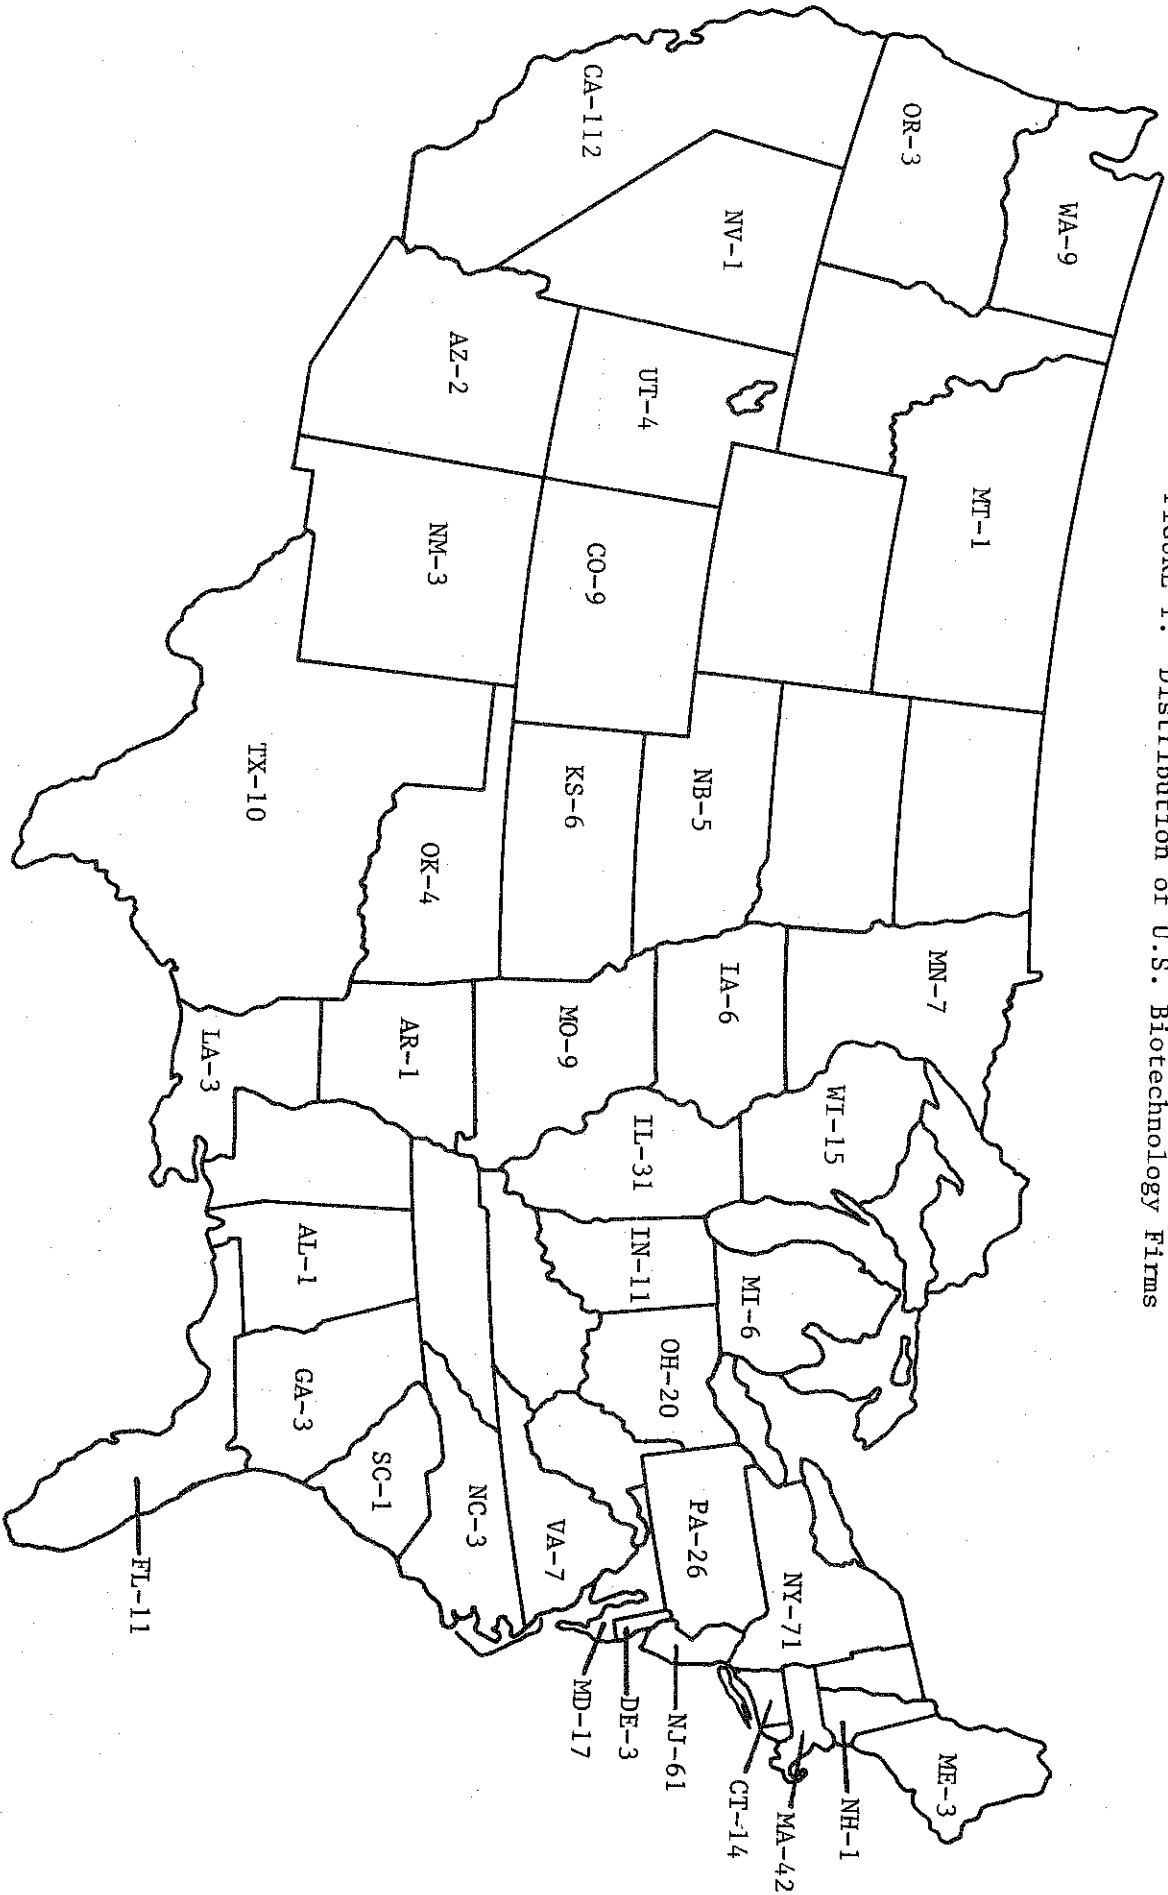 FIGURE 1. Distribution of U.S. Biotechnology Firms
WA-9
OR-3
MT-1
MN-7
ME-3
NH-1
MA-42
CT-14
NY-71
WI-15
MI-6
NV-1
UT-4
CA-112
NB-5
IA-6
PA-26
OH-20
NJ-61
DE-3
MD-17
IL-31
IN-11
CO-9
KS-6
MO-9
VA-7
AZ-2
NM-3
OK-4
AR-1
NC-3
SC-1
TX-10
LA-3
AL-1
GA-3
FL-11